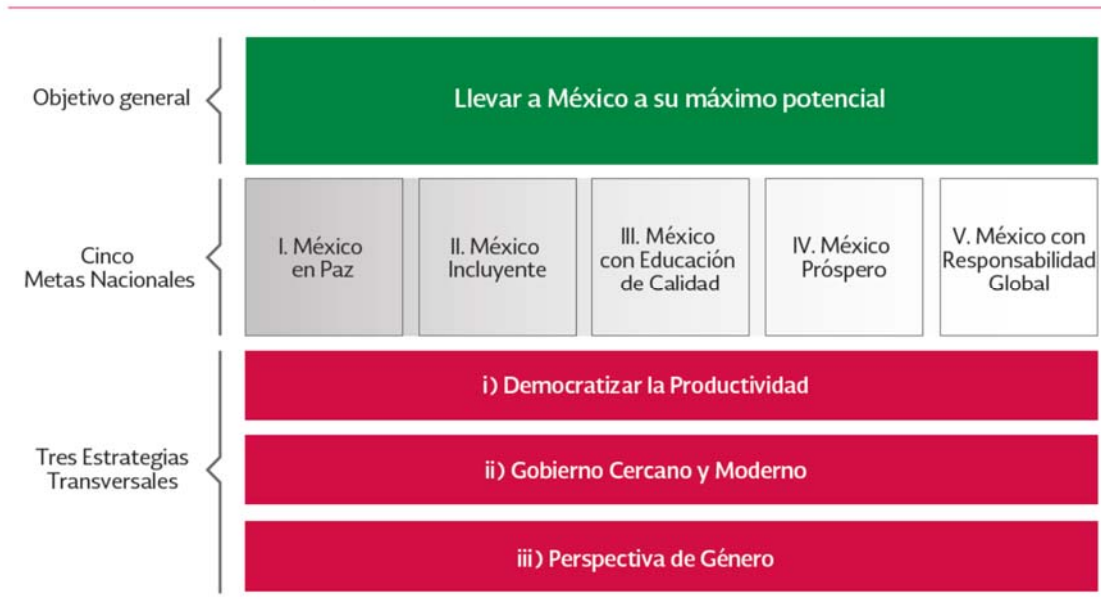 Objetivo general
Llevar a México a su máximo potencial
Cinco
Metas Nacionales
I. México
en Paz
II. México
Incluyente
III. México
con Educación
de Calidad
IV. México
Próspero
V. México con
Responsabilidad
Global
Tres Estrategias
Transversales
i) Democratizar la Productividad
ii) Gobierno Cercano y Moderno
iii) Perspectiva de Género